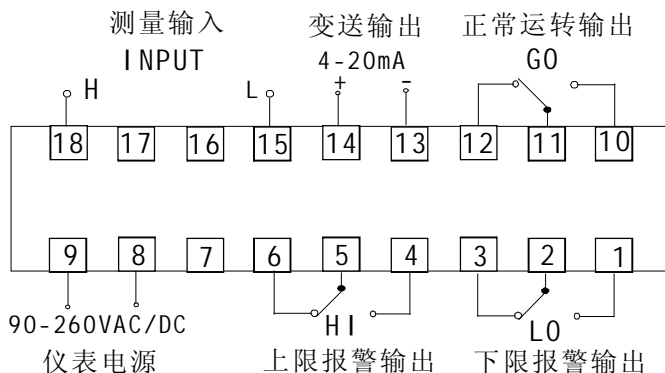 测量输入 变送输出 正常运转输出
INPUT 4-20mA GO
H L + -
18 17 16 15 14 13 12 11 10
9 8 7 6 5 4 3 2 1
90-260VAC/DC HI LO
仪表电源 上限报警输出 下限报警输出